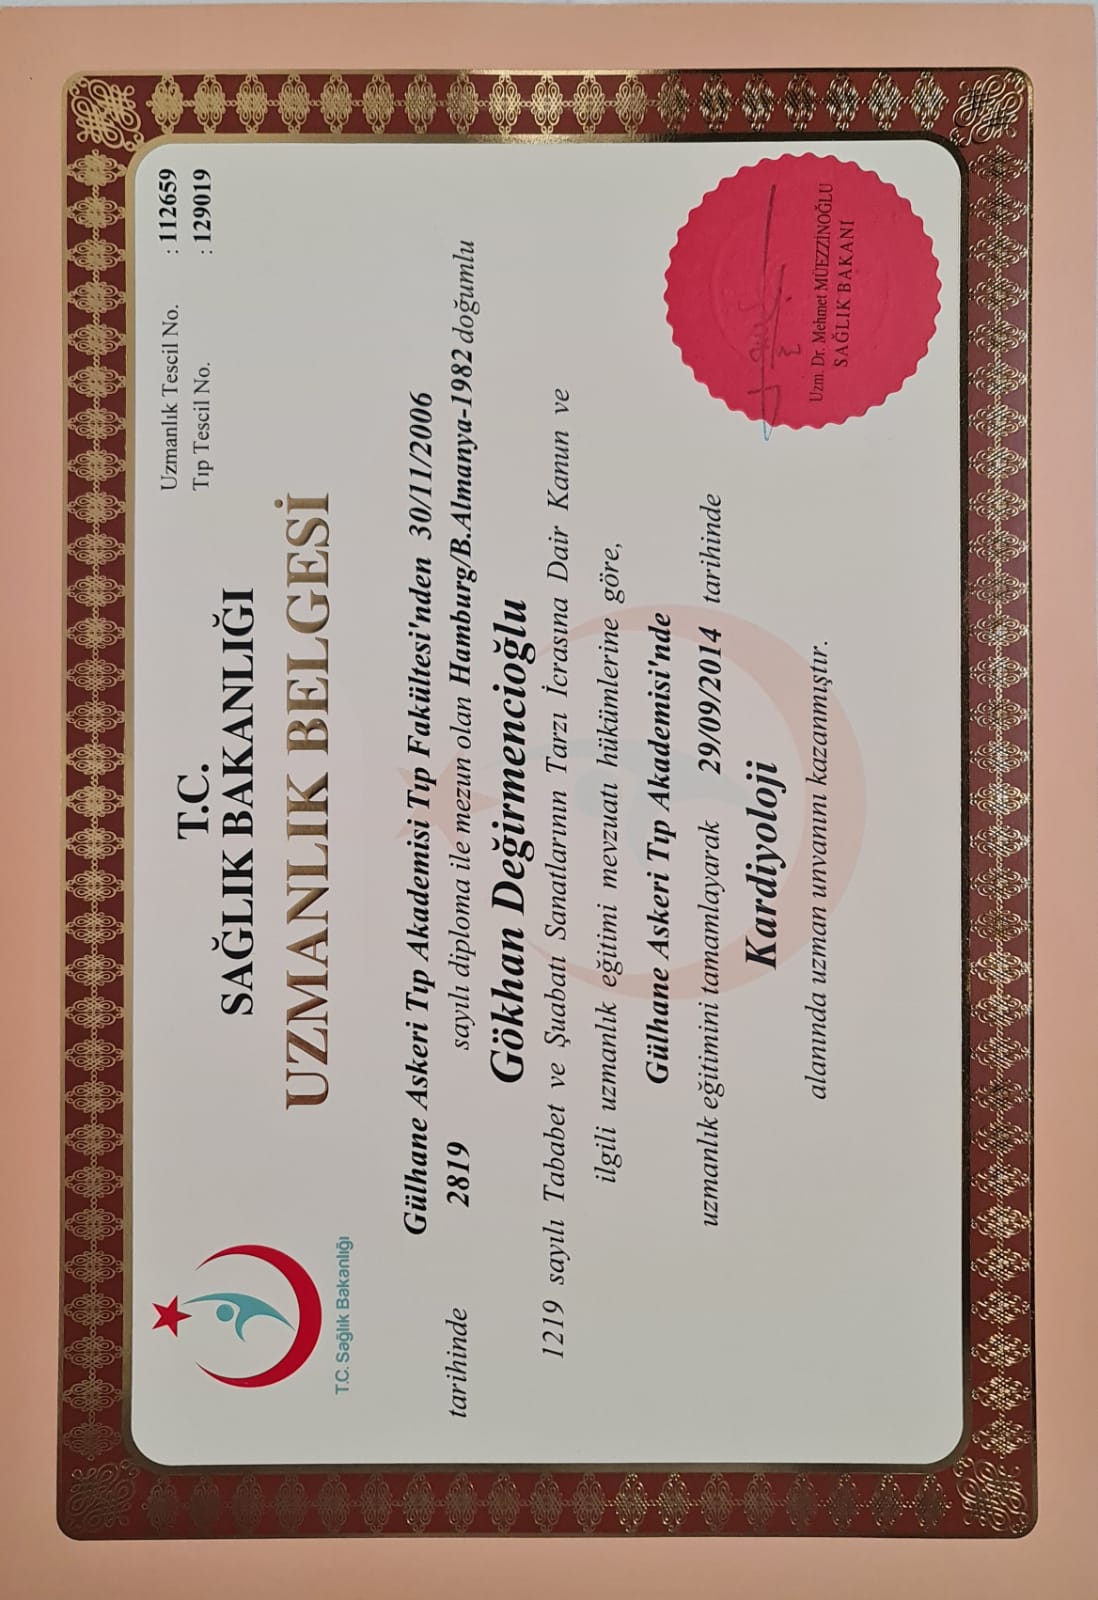 T.C. Sağlık Bakanlığı
Uzmanlık Tescil No. : 112659
Tıp Tescil No. : 129019
T.C.
SAĞLIK BAKANLIĞI
UZMANLIK BELGESİ
Gülhane Askeri Tıp Akademisi Tıp Fakültesi'nden 30/11/2006
tarihinde 2819 sayılı diploma ile mezun olan Hamburg/B.Almanya-1982 doğumlu
Gökhan Değirmencioğlu
1219 sayılı Tababet ve Şuabatı Sanatlarının Tarzı İcrasına Dair Kanun ve
ilgili uzmanlık eğitimi mevzuatı hükümlerine göre,
Gülhane Askeri Tıp Akademisi'nde
uzmanlık eğitimini tamamlayarak 29/09/2014 tarihinde
Kardiyoloji
alanında uzman unvanını kazanmıştır.
Uzm. Dr. Mehmet MÜEZZİNOĞLU
SAĞLIK BAKANI